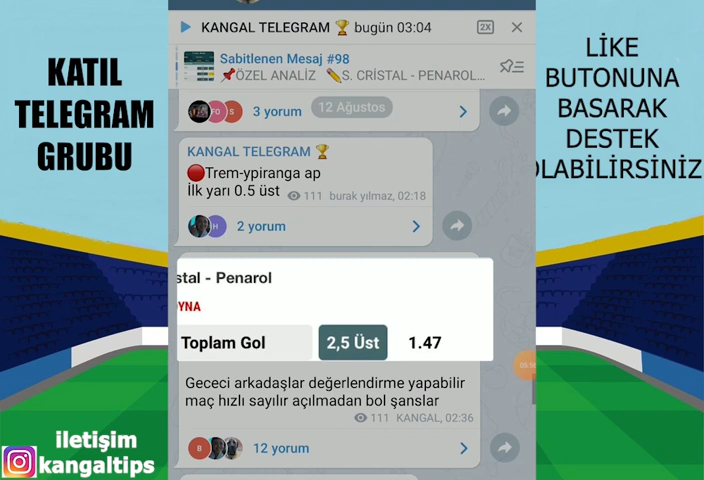 KATIL
TELEGRAM
GRUBU
iletişim
kangaltips
KANGAL TELEGRAM 🏆 bugün 03:04
2X
Sabitlenen Mesaj #98
📌ÖZEL ANALİZ ✏️S. CRİSTAL - PENAROL...
FO S 3 yorum
12 Ağustos
KANGAL TELEGRAM 🏆
🔴Trem-ypiranga ap
İlk yarı 0.5 üst 111 burak yılmaz, 02:18
H 2 yorum
stal - Penarol
OYNA
Toplam Gol 2,5 Üst 1.47
Gececi arkadaşlar değerlendirme yapabilir
maç hızlı sayılır açılmadan bol şanslar
111 KANGAL, 02:36
B 12 yorum
LİKE
BUTONUNA
BASARAK
DESTEK
OLABİLİRSİNİZ